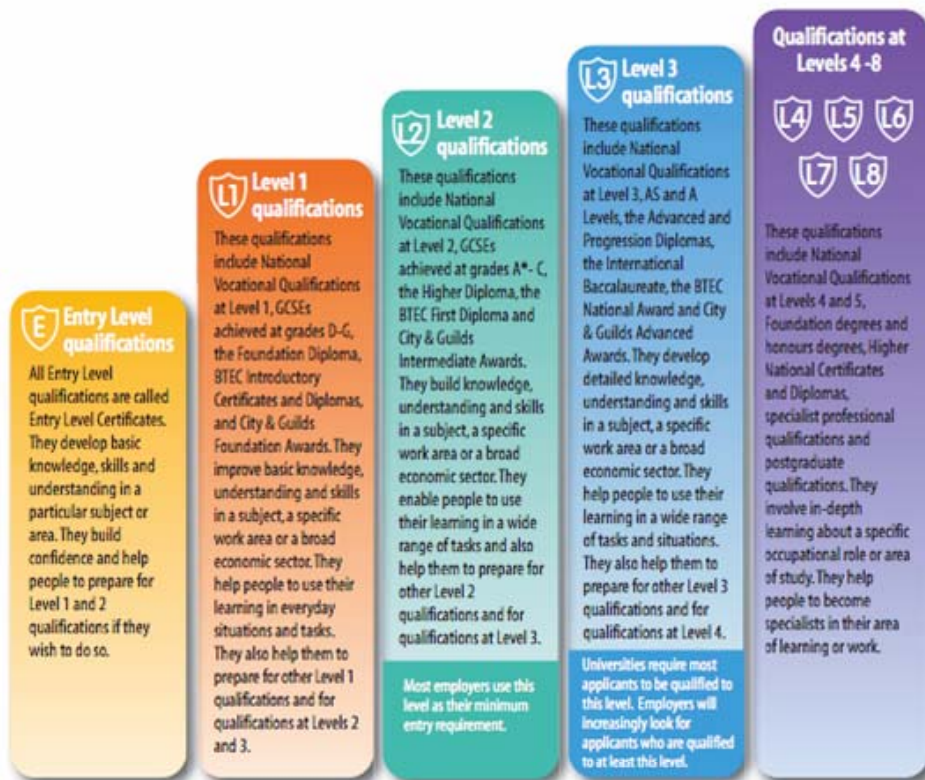 E
Entry Level
qualifications
All Entry Level
qualifications are called
Entry Level Certificates.
They develop basic
knowledge, skills and
understanding in a
particular subject or
area. They build
confidence and help
people to prepare for
Level 1 and 2
qualifications if they
wish to do so.
L1
Level 1
qualifications
These qualifications
include National
Vocational Qualifications
at Level 1, GCSEs
achieved at grades D-G,
the Foundation Diploma,
BTEC Introductory
Certificates and Diplomas,
and City & Guilds
Foundation Awards. They
improve basic knowledge,
understanding and skills
in a subject, a specific
work area or a broad
economic sector. They
help people to use their
learning in everyday
situations and tasks.
They also help them to
prepare for other Level 1
qualifications and for
qualifications at Levels 2
and 3.
L2
Level 2
qualifications
These qualifications
include National
Vocational Qualifications
at Level 2, GCSEs
achieved at grades A*- C,
the Higher Diploma, the
BTEC First Diploma and
City & Guilds
Intermediate Awards.
They build knowledge,
understanding and skills
in a subject, a specific
work area or a broad
economic sector. They
enable people to use
their learning in a wide
range of tasks and also
help them to prepare for
other Level 2
qualifications and for
qualifications at Level 3.
Most employers use this
level as their minimum
entry requirement.
L3
Level 3
qualifications
These qualifications
include National
Vocational Qualifications
at Level 3, AS and A
Levels, the Advanced and
Progression Diplomas,
the International
Baccalaureate, the BTEC
National Award and City
& Guilds Advanced
Awards. They develop
detailed knowledge,
understanding and skills
in a subject, a specific
work area or a broad
economic sector. They
help people to use their
learning in a wide range
of tasks and situations.
They also help them to
prepare for other Level 3
qualifications and for
qualifications at Level 4.
Universities require most
applicants to be qualified to
this level. Employers will
increasingly look for
applicants who are qualified
to at least this level.
Qualifications at
Levels 4 -8
L4 L5 L6
L7 L8
These qualifications
include National
Vocational Qualifications
at Levels 4 and 5,
Foundation degrees and
honours degrees, Higher
National Certificates
and Diplomas,
specialist professional
qualifications and
postgraduate
qualifications. They
involve in-depth
learning about a specific
occupational role or area
of study. They help
people to become
specialists in their area
of learning or work.